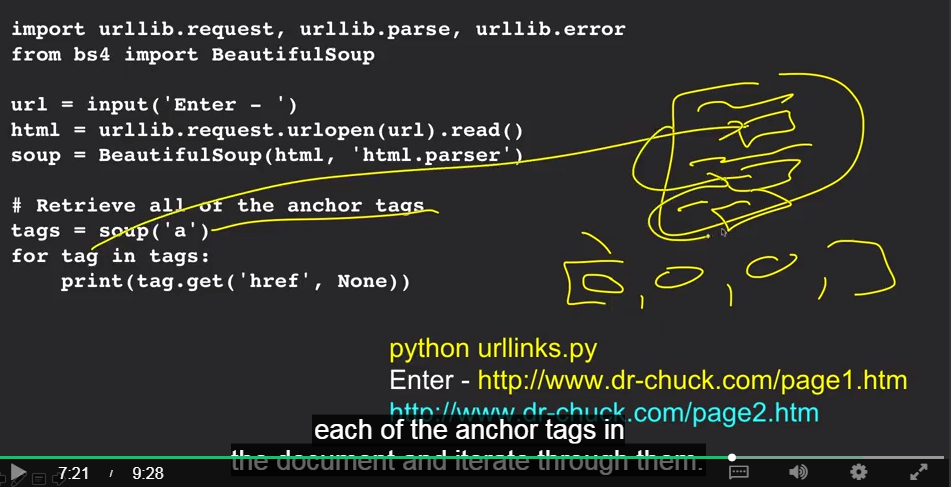 import urllib.request, urllib.parse, urllib.error
from bs4 import BeautifulSoup
url = input('Enter - ')
html = urllib.request.urlopen(url).read()
soup = BeautifulSoup(html, 'html.parser')
# Retrieve all of the anchor tags
tags = soup('a')
for tag in tags:
    print(tag.get('href', None))
python urllinks.py
Enter - http://www.dr-chuck.com/page1.htm
http://www.dr-chuck.com/page2.htm
each of the anchor tags in
the document and iterate through them.
7:21 / 9:28